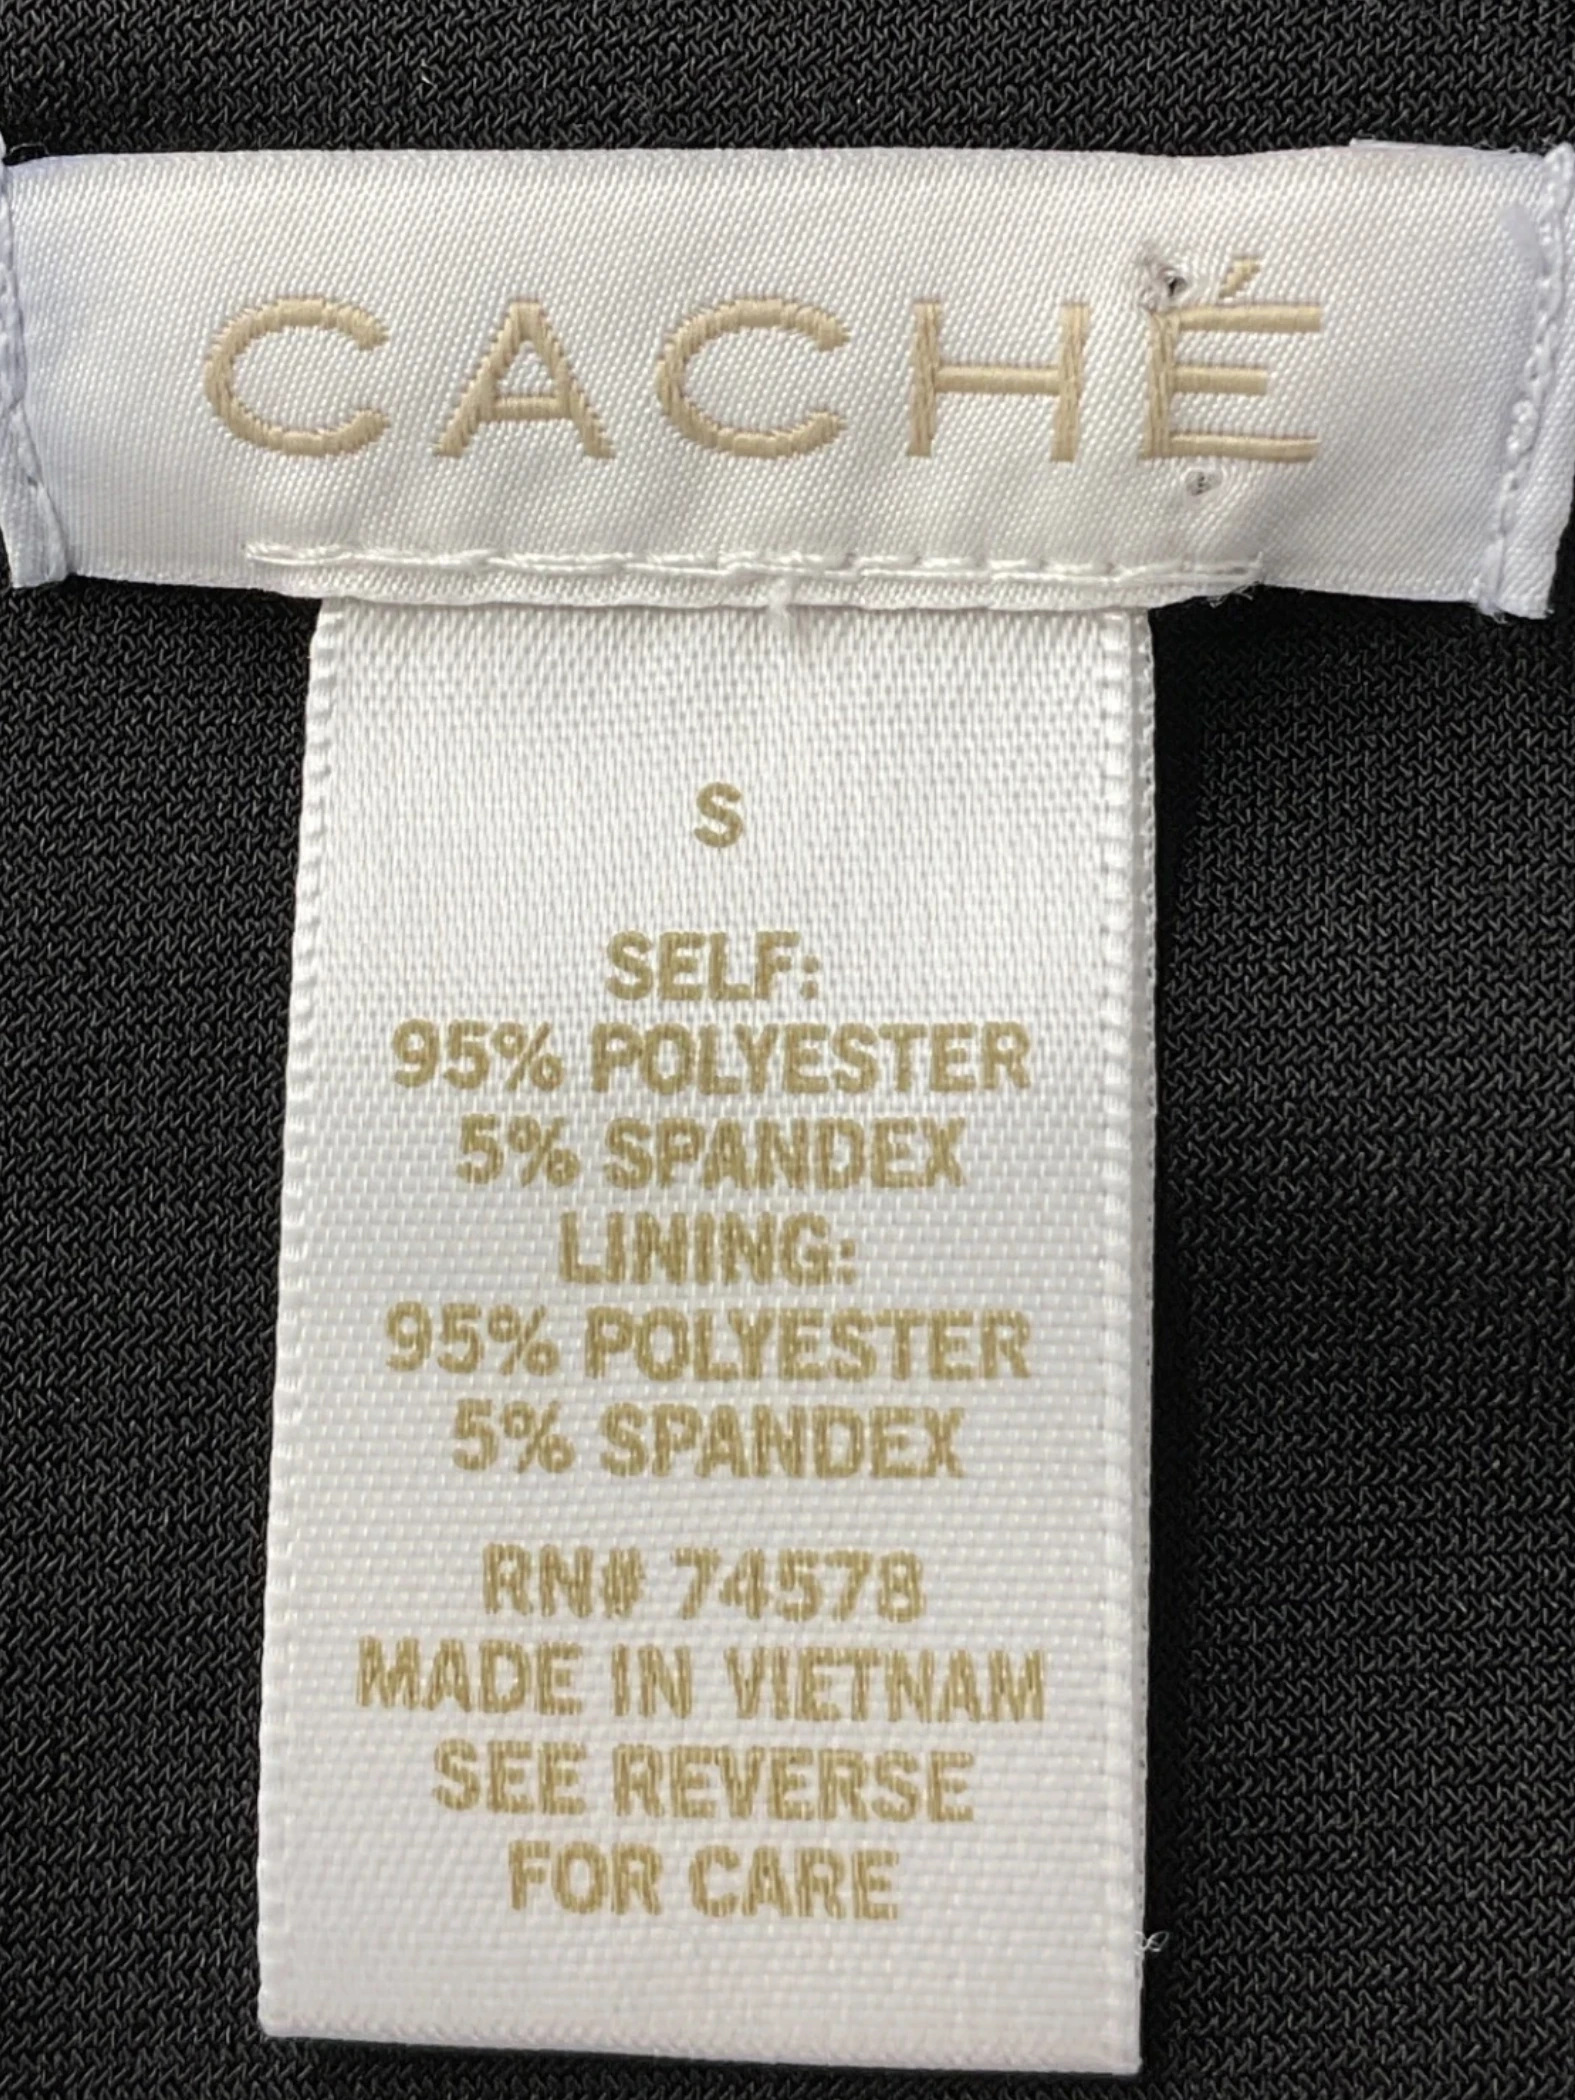 CACHÉ
S
SELF:
95% POLYESTER
5% SPANDEX
LINING:
95% POLYESTER
5% SPANDEX
RN# 74578
MADE IN VIETNAM
SEE REVERSE
FOR CARE